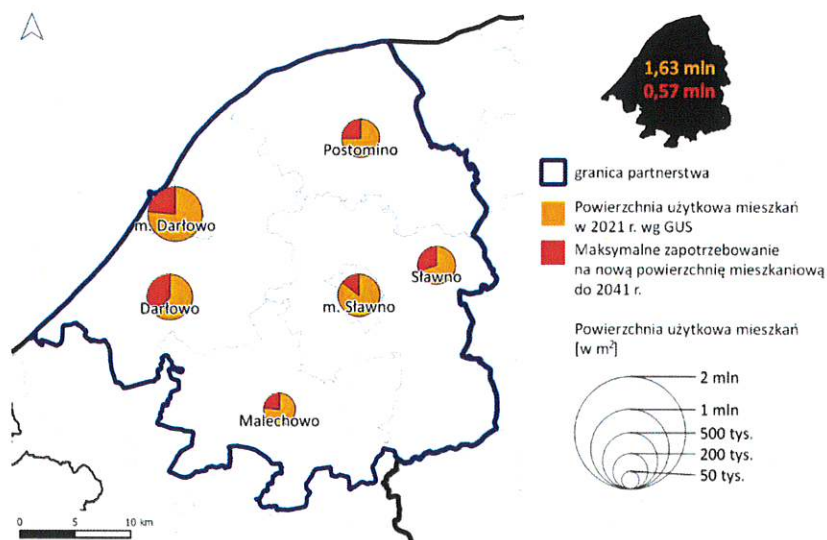 1,63 mln
0,57 mln
Postomino
m. Darłowo
Sławno
Darłowo
m. Sławno
Malechowo
granica partnerstwa
Powierzchnia użytkowa mieszkań
w 2021 r. wg GUS
Maksymalne zapotrzebowanie
na nową powierzchnię mieszkaniową
do 2041 r.
Powierzchnia użytkowa mieszkań
[w m²]
2 mln
1 mln
500 tys.
200 tys.
50 tys.
0 5 10 km